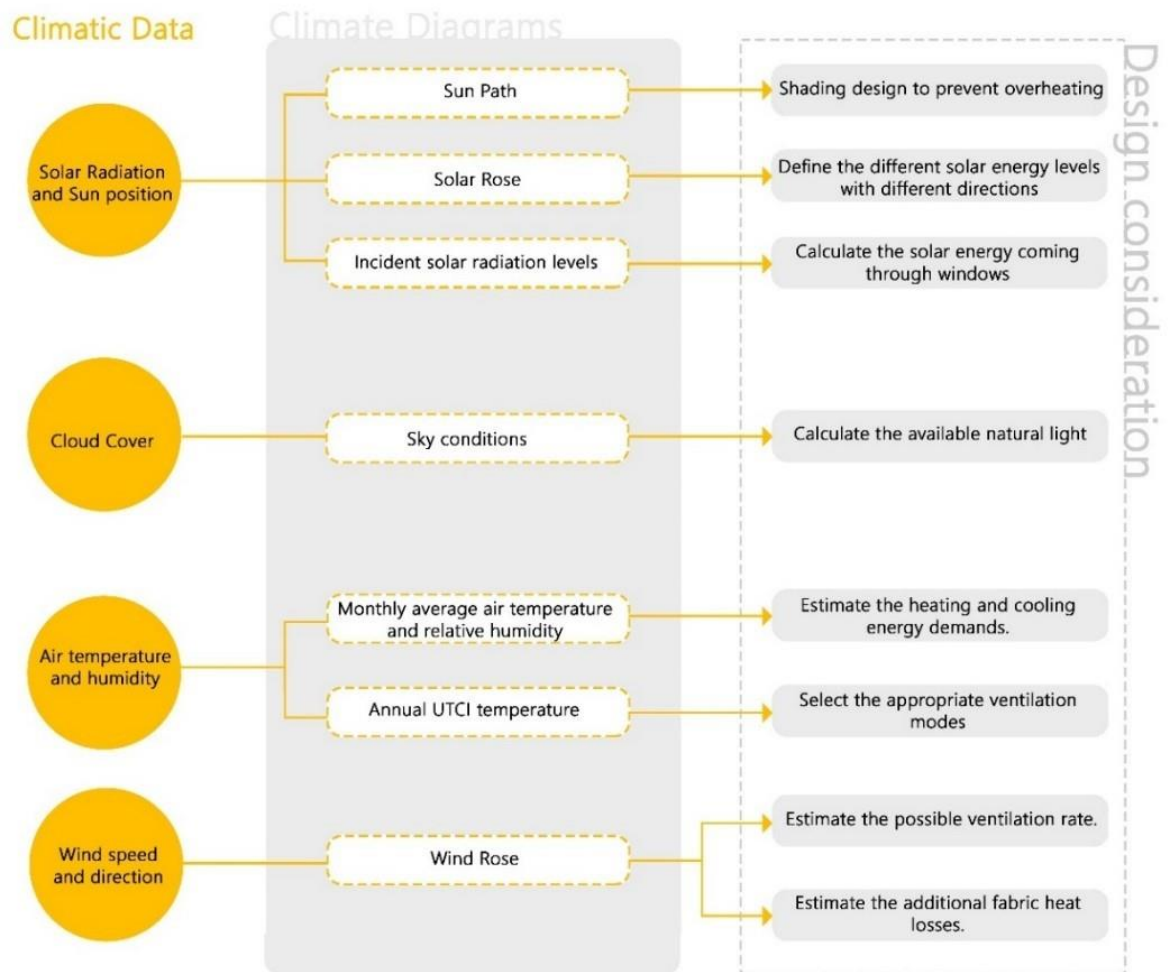 Climatic Data
Climate Diagrams
Design consideration
Solar Radiation
and Sun position
Sun Path
Shading design to prevent overheating
Solar Rose
Define the different solar energy levels
with different directions
Incident solar radiation levels
Calculate the solar energy coming
through windows
Cloud Cover
Sky conditions
Calculate the available natural light
Air temperature
and humidity
Monthly average air temperature
and relative humidity
Estimate the heating and cooling
energy demands.
Annual UTCI temperature
Select the appropriate ventilation
modes
Wind speed
and direction
Wind Rose
Estimate the possible ventilation rate.
Estimate the additional fabric heat
losses.